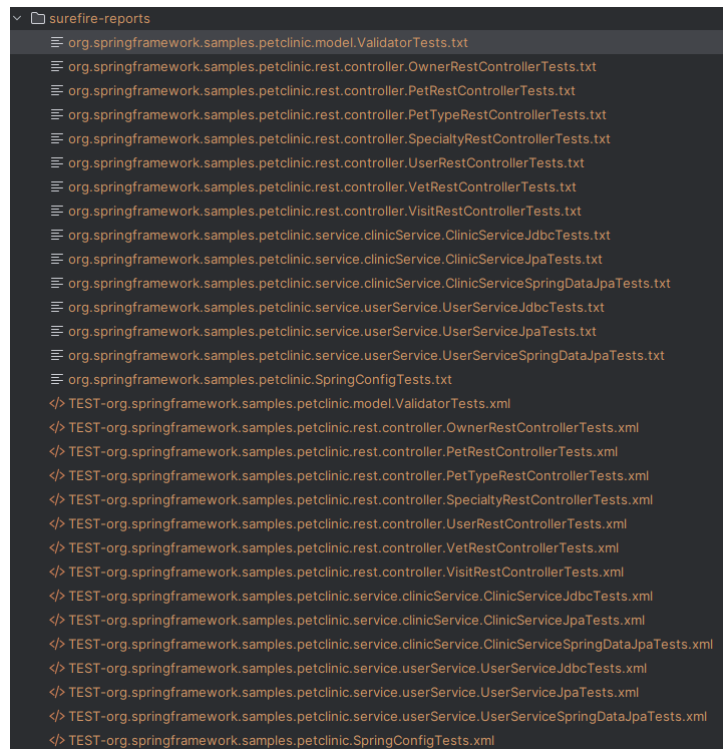 surefire-reports
org.springframework.samples.petclinic.model.ValidatorTests.txt
org.springframework.samples.petclinic.rest.controller.OwnerRestControllerTests.txt
org.springframework.samples.petclinic.rest.controller.PetRestControllerTests.txt
org.springframework.samples.petclinic.rest.controller.PetTypeRestControllerTests.txt
org.springframework.samples.petclinic.rest.controller.SpecialtyRestControllerTests.txt
org.springframework.samples.petclinic.rest.controller.UserRestControllerTests.txt
org.springframework.samples.petclinic.rest.controller.VetRestControllerTests.txt
org.springframework.samples.petclinic.rest.controller.VisitRestControllerTests.txt
org.springframework.samples.petclinic.service.clinicService.ClinicServiceJdbcTests.txt
org.springframework.samples.petclinic.service.clinicService.ClinicServiceJpaTests.txt
org.springframework.samples.petclinic.service.clinicService.ClinicServiceSpringDataJpaTests.txt
org.springframework.samples.petclinic.service.userService.UserServiceJdbcTests.txt
org.springframework.samples.petclinic.service.userService.UserServiceJpaTests.txt
org.springframework.samples.petclinic.service.userService.UserServiceSpringDataJpaTests.txt
org.springframework.samples.petclinic.SpringConfigTests.txt
</> TEST-org.springframework.samples.petclinic.model.ValidatorTests.xml
</> TEST-org.springframework.samples.petclinic.rest.controller.OwnerRestControllerTests.xml
</> TEST-org.springframework.samples.petclinic.rest.controller.PetRestControllerTests.xml
</> TEST-org.springframework.samples.petclinic.rest.controller.PetTypeRestControllerTests.xml
</> TEST-org.springframework.samples.petclinic.rest.controller.SpecialtyRestControllerTests.xml
</> TEST-org.springframework.samples.petclinic.rest.controller.UserRestControllerTests.xml
</> TEST-org.springframework.samples.petclinic.rest.controller.VetRestControllerTests.xml
</> TEST-org.springframework.samples.petclinic.rest.controller.VisitRestControllerTests.xml
</> TEST-org.springframework.samples.petclinic.service.clinicService.ClinicServiceJdbcTests.xml
</> TEST-org.springframework.samples.petclinic.service.clinicService.ClinicServiceJpaTests.xml
</> TEST-org.springframework.samples.petclinic.service.clinicService.ClinicServiceSpringDataJpaTests.xml
</> TEST-org.springframework.samples.petclinic.service.userService.UserServiceJdbcTests.xml
</> TEST-org.springframework.samples.petclinic.service.userService.UserServiceJpaTests.xml
</> TEST-org.springframework.samples.petclinic.service.userService.UserServiceSpringDataJpaTests.xml
</> TEST-org.springframework.samples.petclinic.SpringConfigTests.xml